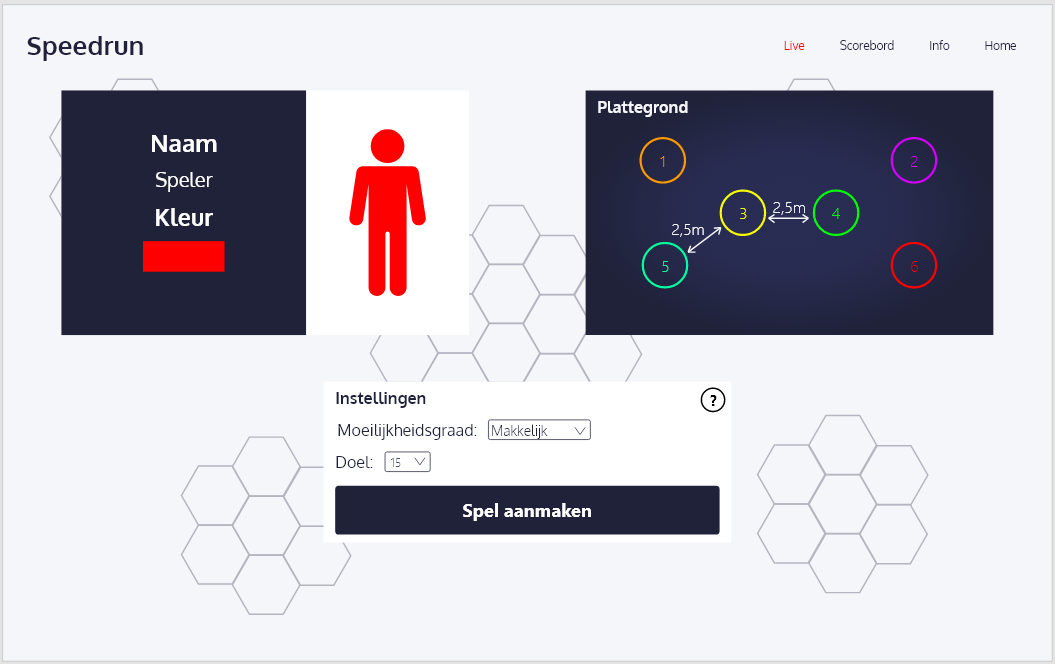 Speedrun
Live Scorebord Info Home
Naam
Speler
Kleur
Plattegrond
1
2
3
2,5m
4
2,5m
5
6
Instellingen
?
Moeilijkheidsgraad: Makkelijk
Doel: 15
Spel aanmaken